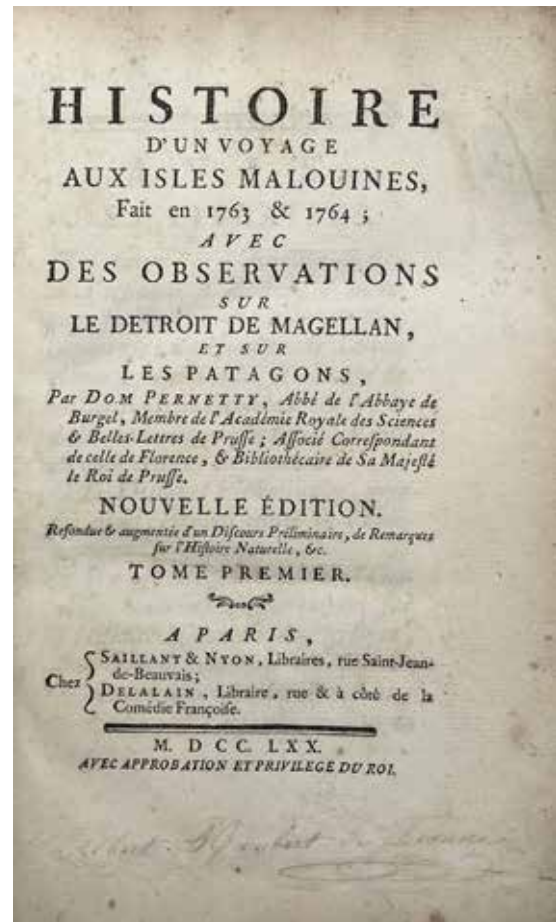 HISTOIRE
D'UN VOYAGE
AUX ISLES MALOUINES,
Fait en 1763 & 1764 ;
AVEC
DES OBSERVATIONS
SUR
LE DETROIT DE MAGELLAN,
ET SUR
LES PATAGONS,
Par DOM PERNETTY, Abbé de l'Abbaye de
Burgel, Membre de l'Académie Royale des Sciences
& Belles-Lettres de Pruſſe ; Aſſocié Correſpondant
de celle de Florence, & Bibliothécaire de Sa Majeſté
le Roi de Pruſſe.
NOUVELLE ÉDITION.
Refondue & augmentée d'un Diſcours Préliminaire, de Remarques
ſur l'Hiſtoire Naturelle, &c.
TOME PREMIER.
A PARIS,
Chez
SAILLANT & NYON, Libraires, rue Saint-Jean-
de-Beauvais ;
DELALAIN, Libraire, rue & à côté de la
Comédie Françoiſe.
M. DCC. LXX.
AVEC APPROBATION ET PRIVILEGE DU ROI.